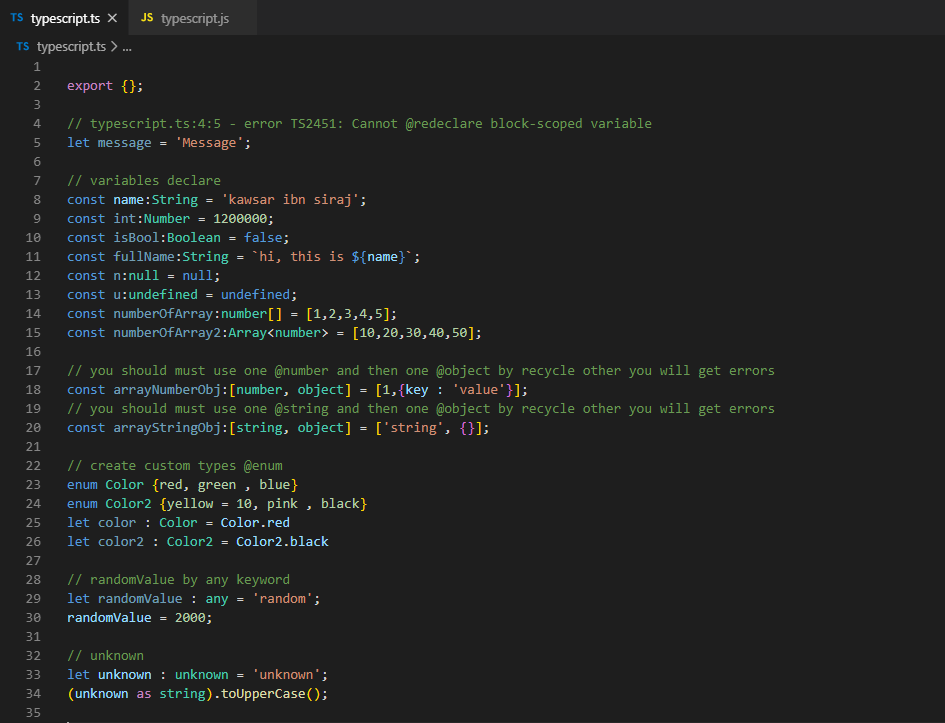 TS typescript.ts ×
JS typescript.js
TS typescript.ts > ...
1
2 export {};
3
4 // typescript.ts:4:5 - error TS2451: Cannot @redeclare block-scoped variable
5 let message = 'Message';
6
7 // variables declare
8 const name:String = 'kawsar ibn siraj';
9 const int:Number = 1200000;
10 const isBool:Boolean = false;
11 const fullName:String = `hi, this is ${name}`;
12 const n:null = null;
13 const u:undefined = undefined;
14 const numberOfArray:number[] = [1,2,3,4,5];
15 const numberOfArray2:Array<number> = [10,20,30,40,50];
16
17 // you should must use one @number and then one @object by recycle other you will get errors
18 const arrayNumberObj:[number, object] = [1,{key : 'value'}];
19 // you should must use one @string and then one @object by recycle other you will get errors
20 const arrayStringObj:[string, object] = ['string', {}];
21
22 // create custom types @enum
23 enum Color {red, green , blue}
24 enum Color2 {yellow = 10, pink , black}
25 let color : Color = Color.red
26 let color2 : Color2 = Color2.black
27
28 // randomValue by any keyword
29 let randomValue : any = 'random';
30 randomValue = 2000;
31
32 // unknown
33 let unknown : unknown = 'unknown';
34 (unknown as string).toUpperCase();
35